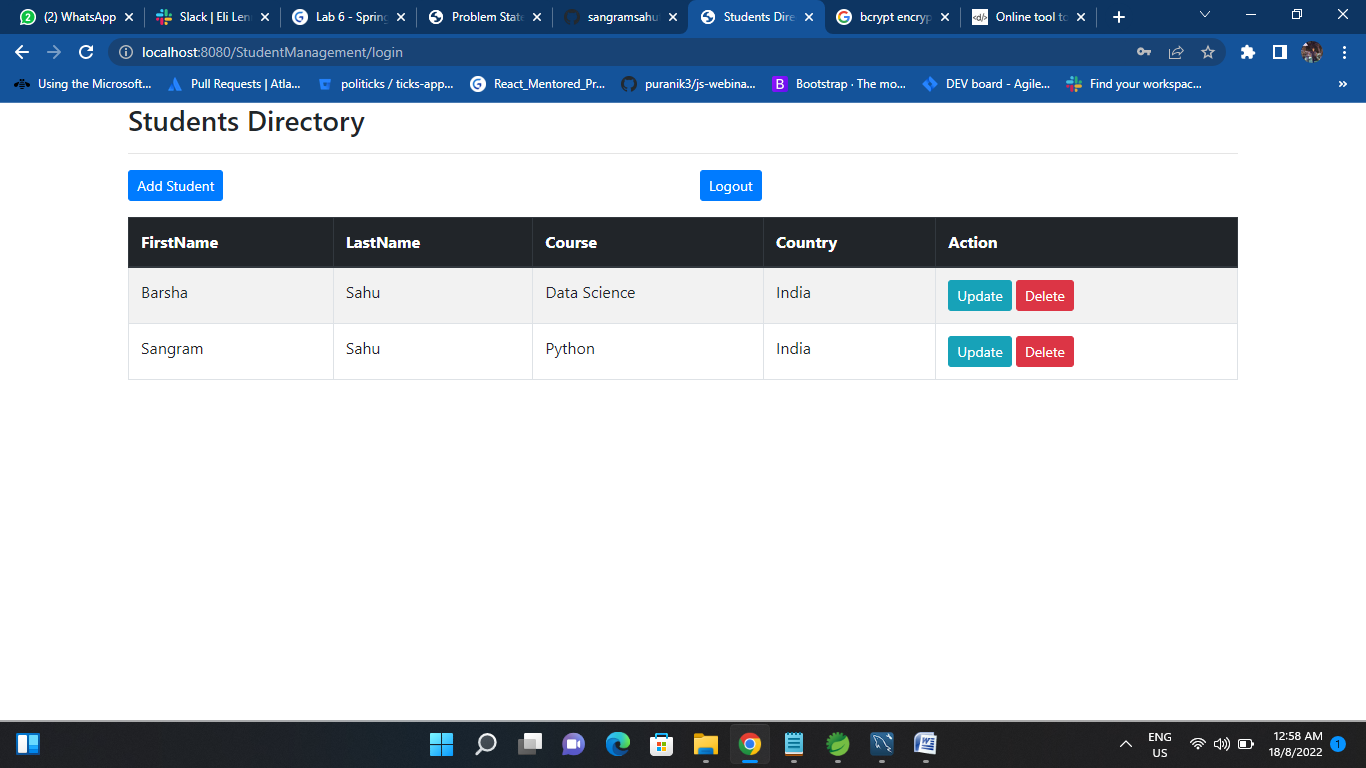 (2) WhatsApp
Slack | Eli Len
Lab 6 - Spring
Problem State
sangramsahu
Students Dire
bcrypt encryp
Online tool to
localhost:8080/StudentManagement/login
Using the Microsoft...
Pull Requests | Atla...
politicks / ticks-app...
React_Mentored_Pr...
puranik3/js-webina...
Bootstrap · The mo...
DEV board - Agile...
Find your workspac...
»
Students Directory
Add Student
Logout
FirstName LastName Course Country Action
Barsha Sahu Data Science India Update Delete
Sangram Sahu Python India Update Delete
ENG
US
12:58 AM
18/8/2022
1